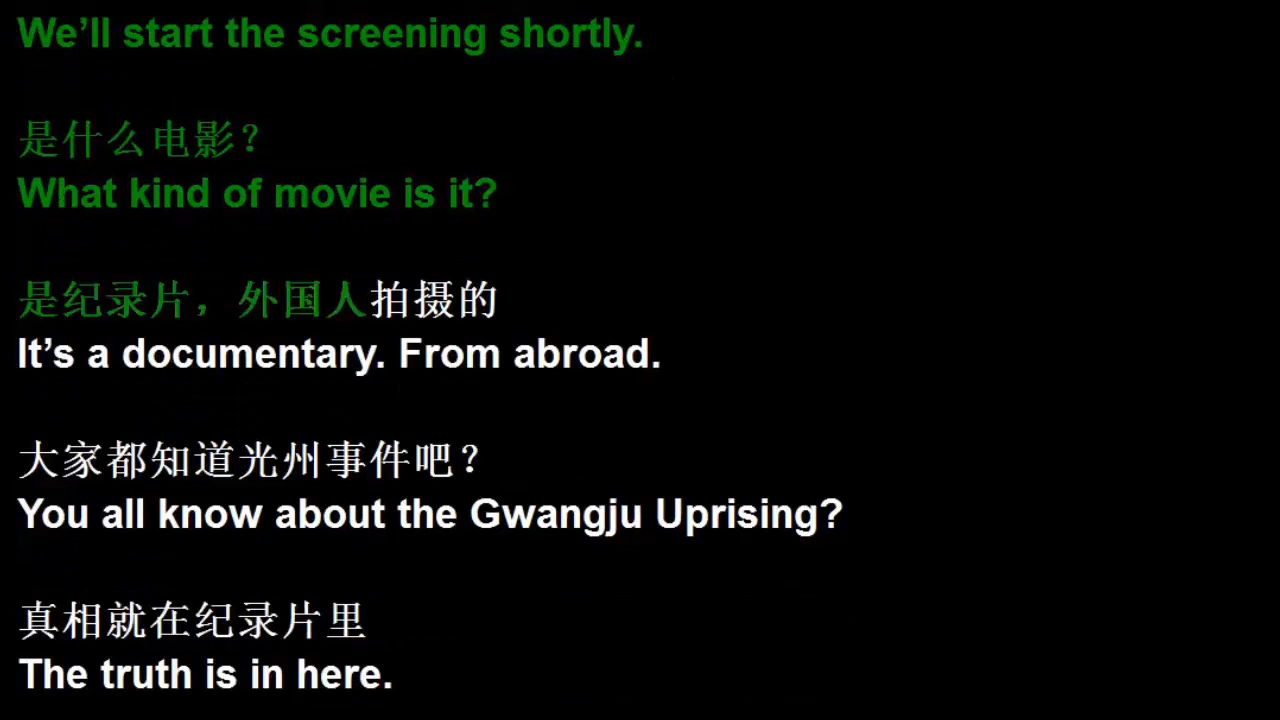 We’ll start the screening shortly.
是什么电影？
What kind of movie is it?
是纪录片，外国人拍摄的
It’s a documentary. From abroad.
大家都知道光州事件吧？
You all know about the Gwangju Uprising?
真相就在纪录片里
The truth is in here.